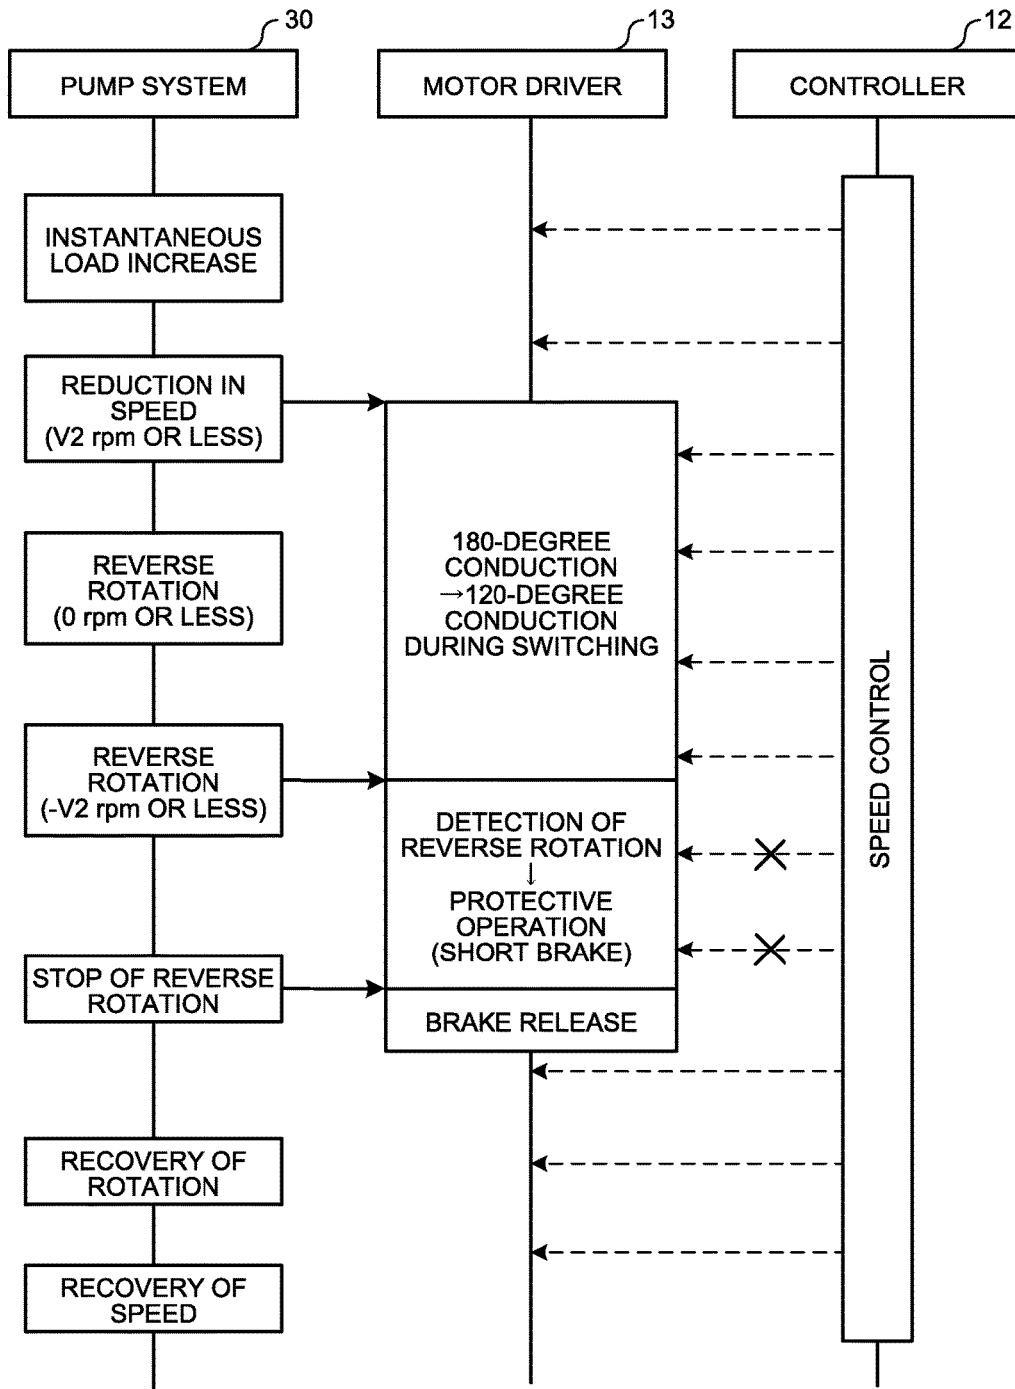 30
13
12
PUMP SYSTEM
MOTOR DRIVER
CONTROLLER
INSTANTANEOUS
LOAD INCREASE
REDUCTION IN
SPEED
(V2 rpm OR LESS)
REVERSE
ROTATION
(0 rpm OR LESS)
REVERSE
ROTATION
(-V2 rpm OR LESS)
STOP OF REVERSE
ROTATION
RECOVERY OF
ROTATION
RECOVERY OF
SPEED
180-DEGREE
CONDUCTION
→120-DEGREE
CONDUCTION
DURING SWITCHING
DETECTION OF
REVERSE ROTATION
↓
PROTECTIVE
OPERATION
(SHORT BRAKE)
BRAKE RELEASE
SPEED CONTROL